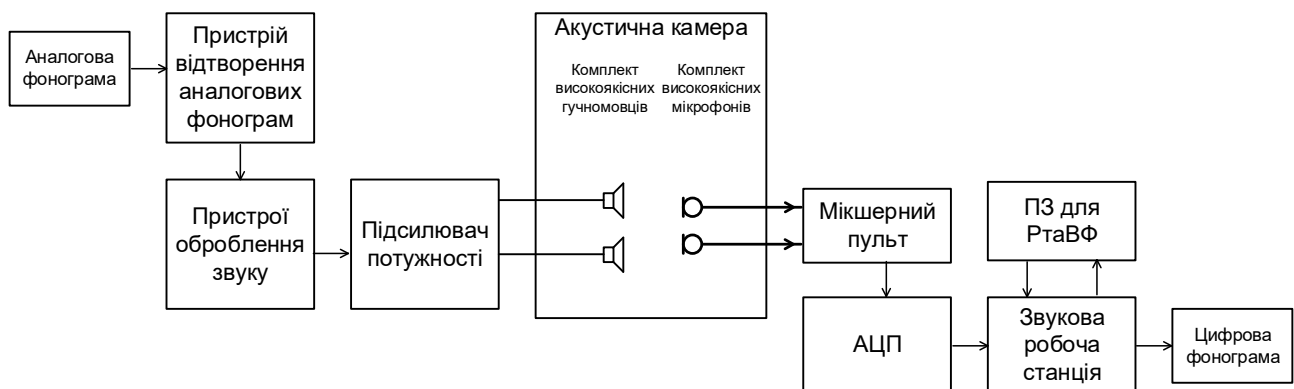 Аналогова
фонограма
Пристрій
відтворення
аналогових
фонограм
Пристрої
оброблення
звуку
Підсилювач
потужності
Акустична камера
Комплект
високоякісних
гучномовців
Комплект
високоякісних
мікрофонів
Мікшерний
пульт
АЦП
ПЗ для
РтаВФ
Звукова
робоча
станція
Цифрова
фонограма